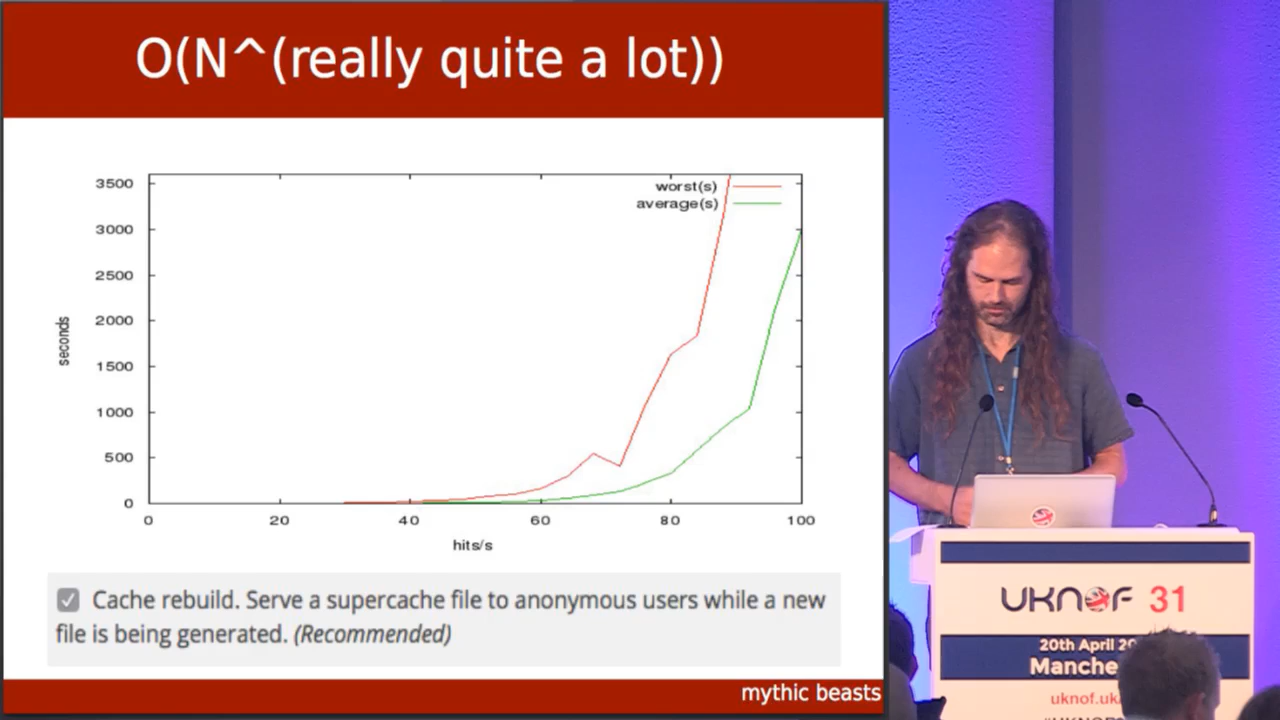 O(N^(really quite a lot))
3500
3000
2500
2000
1500
1000
500
0
seconds
worst(s)
average(s)
0 20 40 60 80 100
hits/s
Cache rebuild. Serve a supercache file to anonymous users while a new
file is being generated. (Recommended)
mythic beasts
UKNOF 31
20th April
Manche
uknof.uk